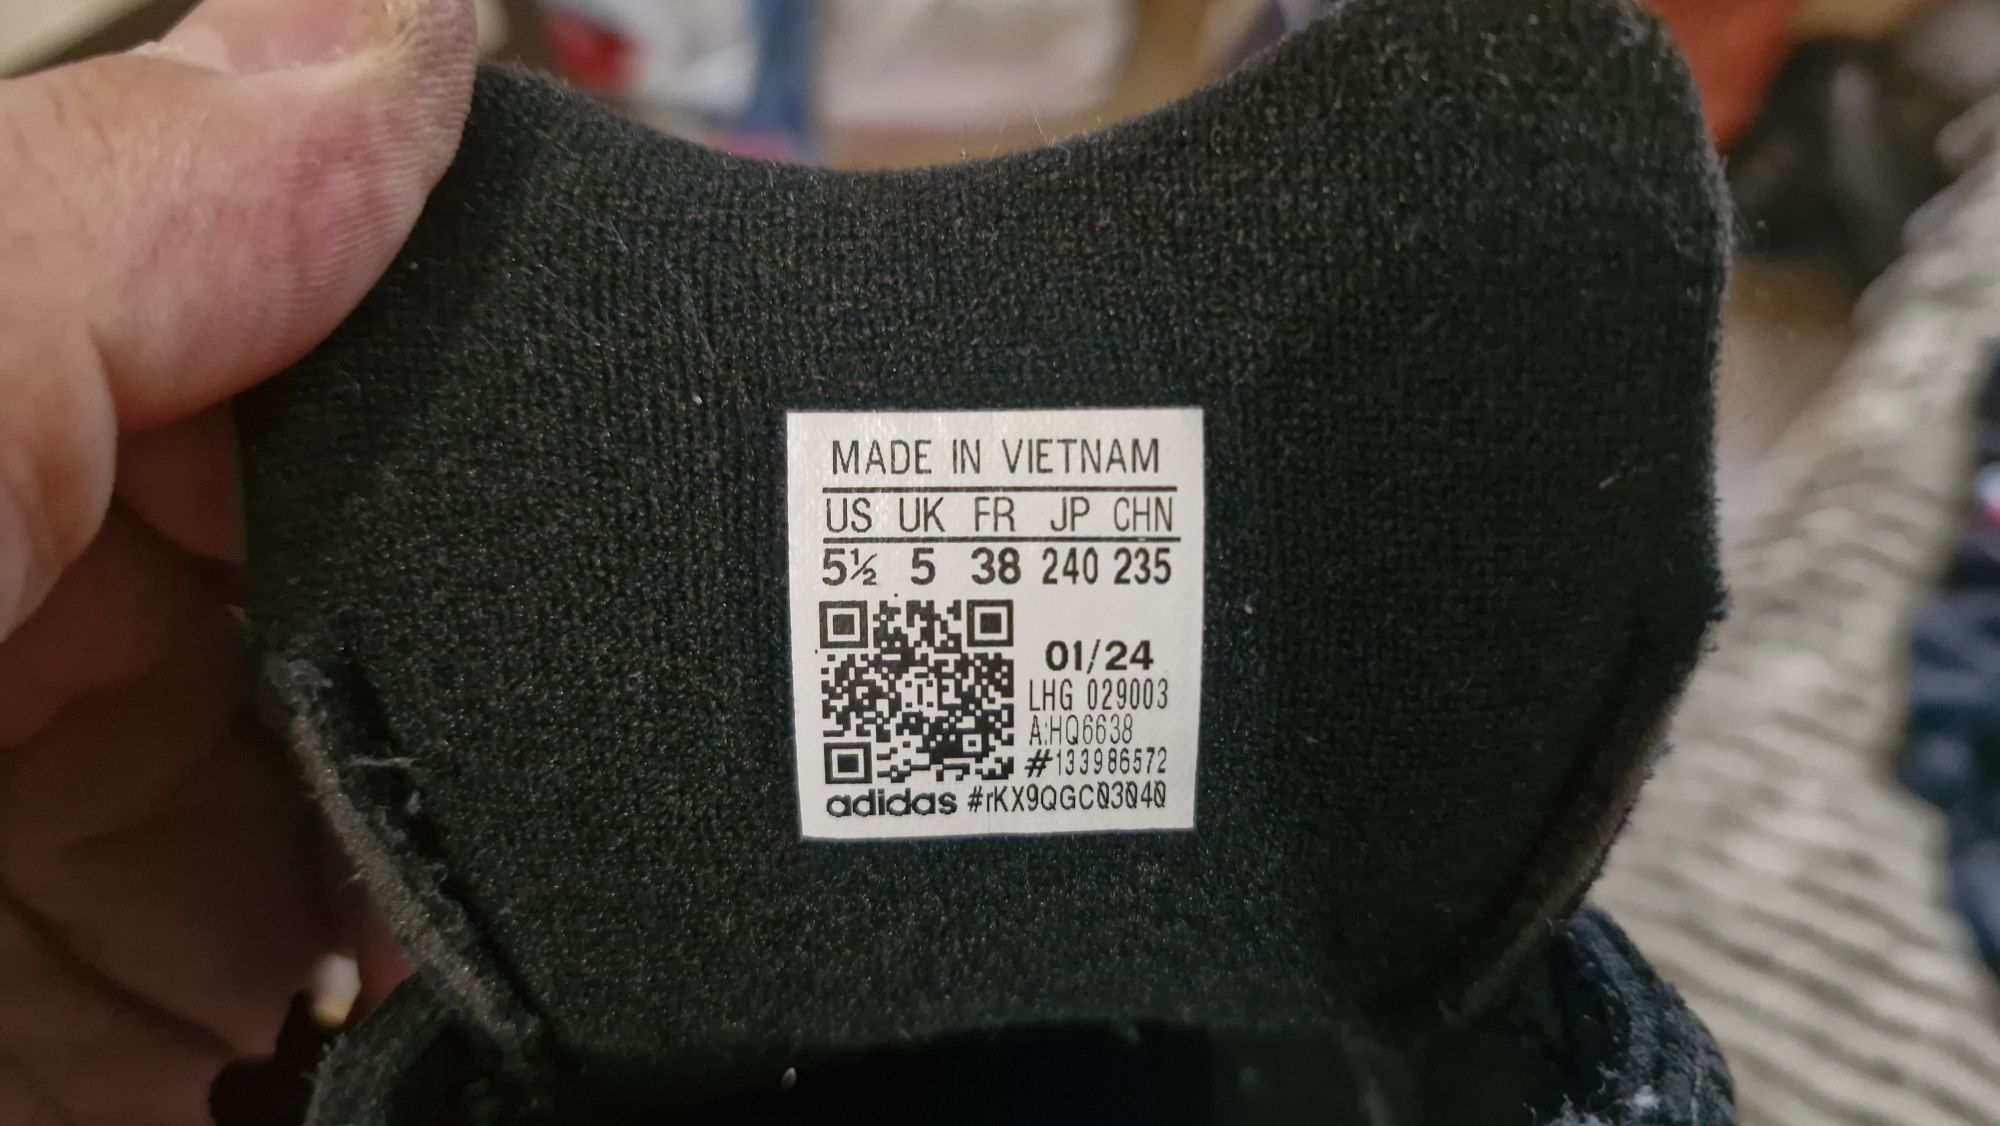 MADE IN VIETNAM
US UK FR JP CHN
5½ 5 38 240 235
01/24
LHG 029003
A:HQ6638
#133986572
adidas #rKX9QGC03040